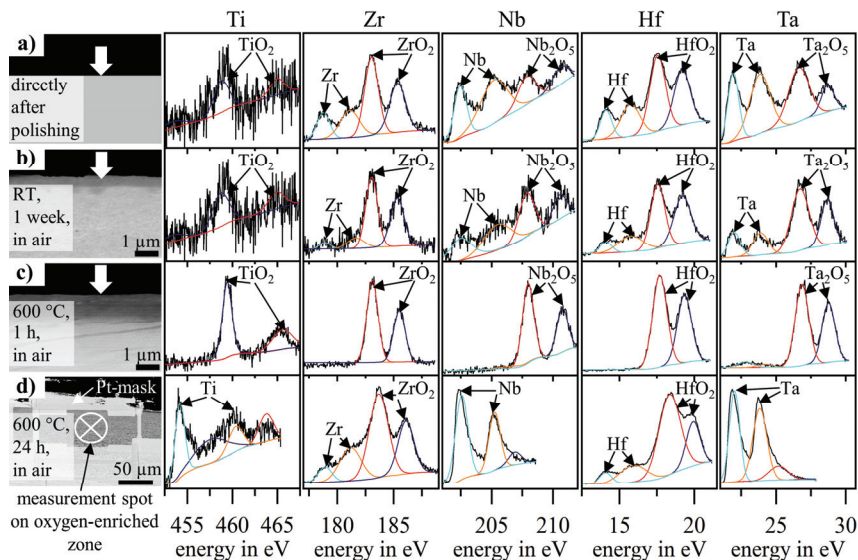 Ti Zr Nb Hf Ta
a)
directly
after
polishing
TiO2
Zr
ZrO2
Nb
Nb2O5
Hf
HfO2
Ta
Ta2O5
b)
RT,
1 week,
in air
1 µm
TiO2
Zr
ZrO2
Nb
Nb2O5
Hf
HfO2
Ta
Ta2O5
c)
600 °C,
1 h,
in air
1 µm
TiO2
ZrO2
Nb2O5
HfO2
Ta2O5
d)
Pt-mask
600 °C,
24 h,
in air
50 µm
Ti
Zr
ZrO2
Nb
Hf
HfO2
Ta
measurement spot
on oxygen-enriched
zone
455 460 465 180 185 205 210 15 20 25 30
energy in eV energy in eV energy in eV energy in eV energy in eV